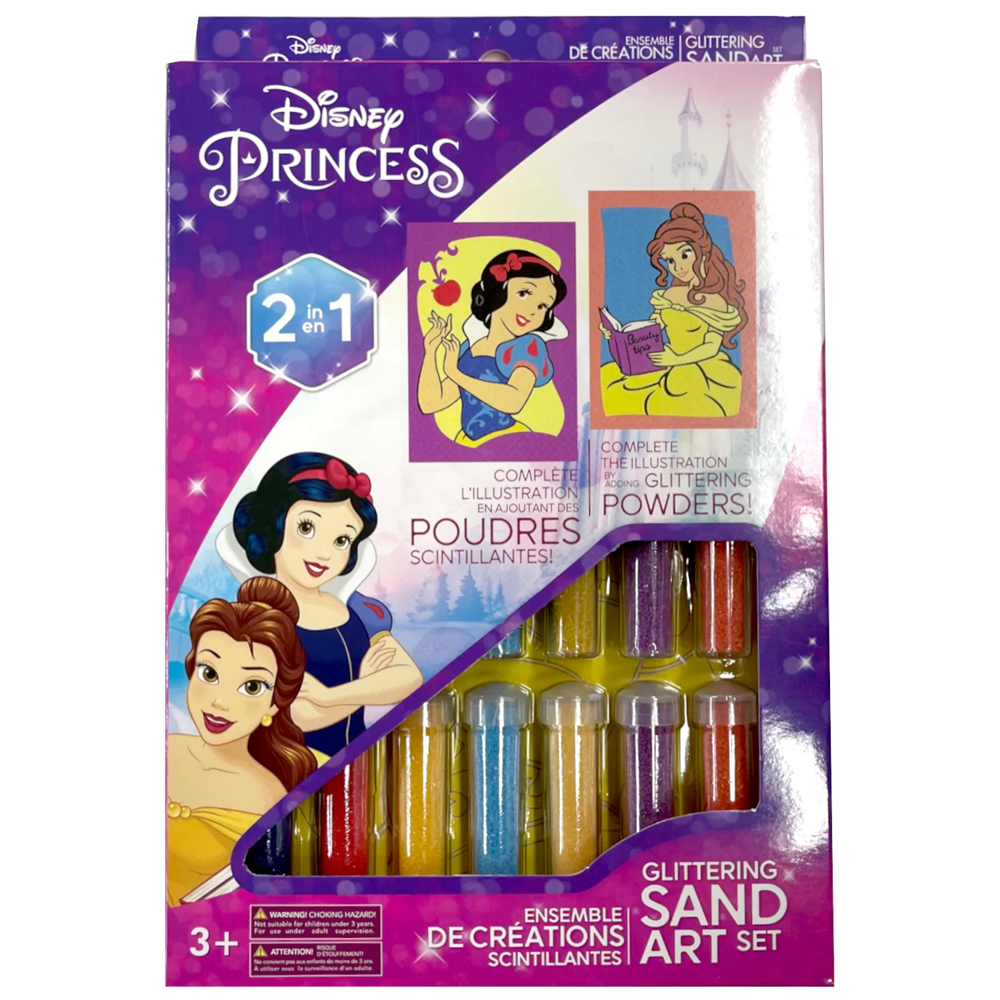 Disney
ENSEMBLE
DE CRÉATIONS
GLITTERING
SAND ART SET
Disney
PRINCESS
2 in en 1
Beauty
tips
COMPLÈTE
L'ILLUSTRATION
EN AJOUTANT DES
POUDRES
SCINTILLANTES!
COMPLETE
THE ILLUSTRATION
BY ADDING GLITTERING
POWDERS!
3+
WARNING! CHOKING HAZARD!
Not suitable for children under 3 years.
For use under adult supervision.
ATTENTION! RISQUE D'ÉTOUFFEMENT!
Ne convient pas aux enfants de moins de 3 ans.
À utiliser sous la surveillance d'un adulte.
ENSEMBLE
DE CRÉATIONS
SCINTILLANTES
GLITTERING
SAND
ART SET